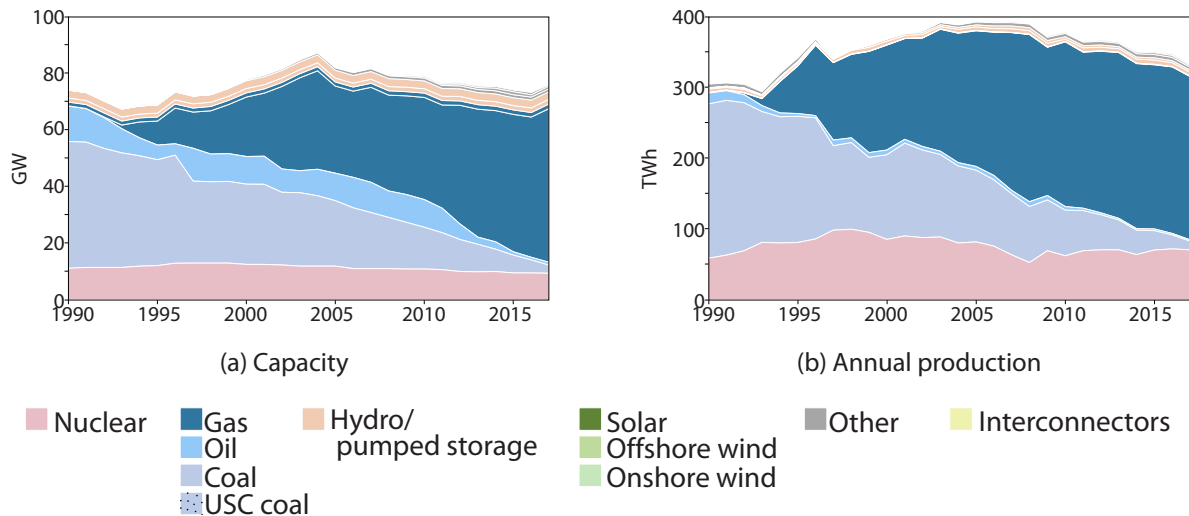 100
80
60
40
20
0
GW
1990
1995
2000
2005
2010
2015
(a) Capacity
400
300
200
100
0
TWh
1990
1995
2000
2005
2010
2015
(b) Annual production
Nuclear
Gas
Oil
Coal
USC coal
Hydro/
pumped storage
Solar
Offshore wind
Onshore wind
Other
Interconnectors